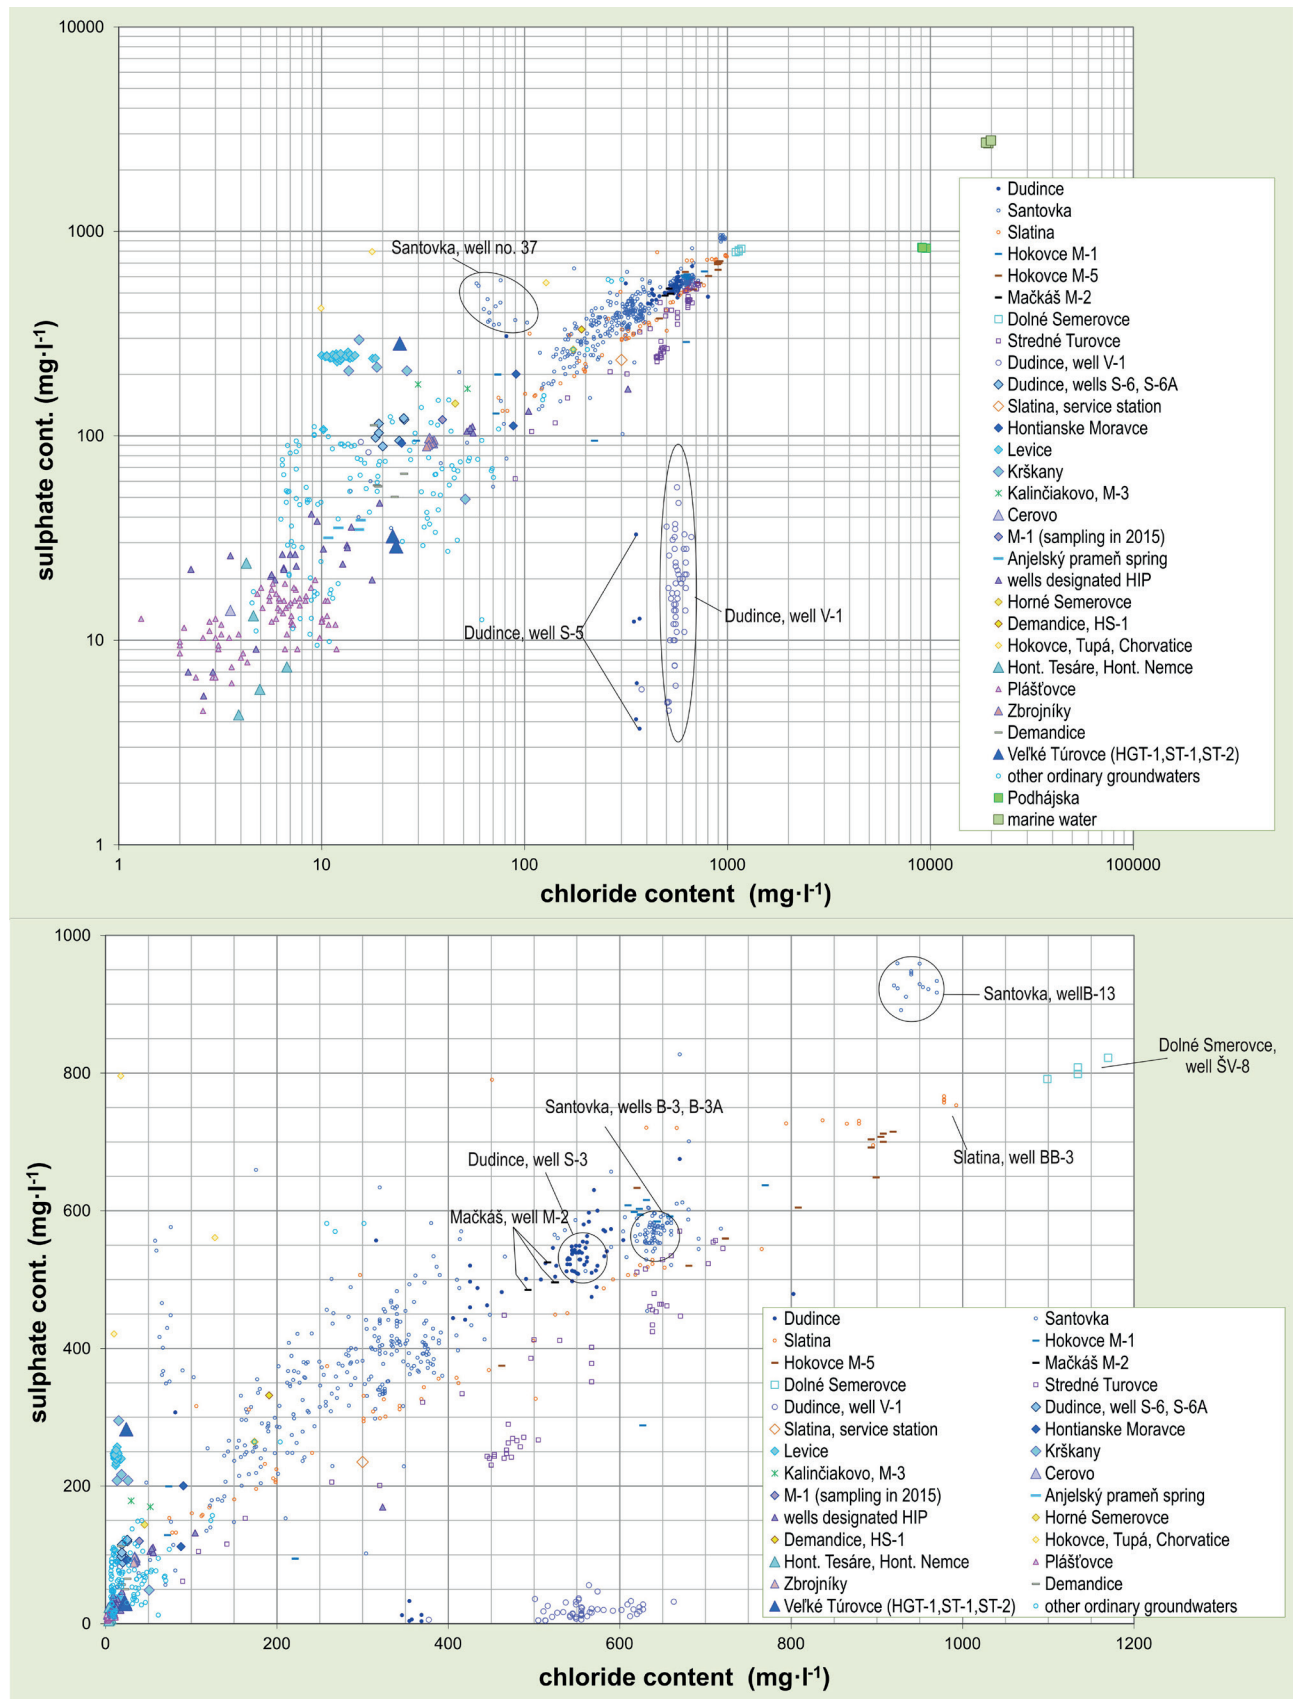 10000
1000
100
10
1
sulphate cont. (mg·l-1)
Santovka, well no. 37
Dudince, well S-5
Dudince, well V-1
Dudince
Santovka
Slatina
Hokovce M-1
Hokovce M-5
Mačkáš M-2
Dolné Semerovce
Stredné Turovce
Dudince, well V-1
Dudince, wells S-6, S-6A
Slatina, service station
Hontianske Moravce
Levice
Krškany
Kalinčiakovo, M-3
Cerovo
M-1 (sampling in 2015)
Anjelský prameň spring
wells designated HIP
Horné Semerovce
Demandice, HS-1
Hokovce, Tupá, Chorvatice
Hont. Tesáre, Hont. Nemce
Plášťovce
Zbrojníky
Demandice
Veľké Túrovce (HGT-1,ST-1,ST-2)
other ordinary groundwaters
Podhájska
marine water
1 10 100 1000 10000 100000
chloride content (mg·l-1)
1000
800
600
400
200
0
sulphate cont. (mg·l-1)
Santovka, wellB-13
Dolné Smerovce,
well ŠV-8
Santovka, wells B-3, B-3A
Slatina, well BB-3
Dudince, well S-3
Mačkáš, well M-2
Dudince Santovka
Slatina Hokovce M-1
Hokovce M-5 Mačkáš M-2
Dolné Semerovce Stredné Turovce
Dudince, well V-1 Dudince, well S-6, S-6A
Slatina, service station Hontianske Moravce
Levice Krškany
Kalinčiakovo, M-3 Cerovo
M-1 (sampling in 2015) Anjelský prameň spring
wells designated HIP Horné Semerovce
Demandice, HS-1 Hokovce, Tupá, Chorvatice
Hont. Tesáre, Hont. Nemce Plášťovce
Zbrojníky Demandice
Veľké Túrovce (HGT-1,ST-1,ST-2) other ordinary groundwaters
0 200 400 600 800 1000 1200
chloride content (mg·l-1)